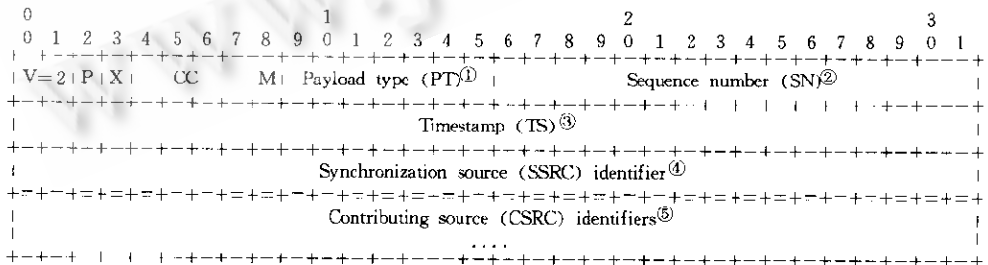 0 1 2 3
0 1 2 3 4 5 6 7 8 9 0 1 2 3 4 5 6 7 8 9 0 1 2 3 4 5 6 7 8 9 0 1
+-+-+-+-+-+-+-+-+-+-+-+-+-+-+-+-+-+-+-+-+-+-+-+-+-+-+-+-+-+-+-+-+
|V=2|P|X| CC M| Payload type (PT)① | Sequence number (SN)② |
+-+-+-+-+-+-+-+-+-+-+-+-+-+-+-+-+-+-+-+-+-+-+-+-+-+-+-+-+-+-+-+-+
| Timestamp (TS)③ |
+-+-+-+-+-+-+-+-+-+-+-+-+-+-+-+-+-+-+-+-+-+-+-+-+-+-+-+-+-+-+-+-+
| Synchronization source (SSRC) identifier④ |
+=+=+=+=+=+=+=+=+=+=+=+=+=+=+=+=+=+=+=+=+=+=+=+=+=+=+=+=+=+=+=+=+
| Contributing source (CSRC) identifiers⑤ |
| .... |
+-+-+-+-+-+-+-+-+-+-+-+-+-+-+-+-+-+-+-+-+-+-+-+-+-+-+-+-+-+-+-+-+